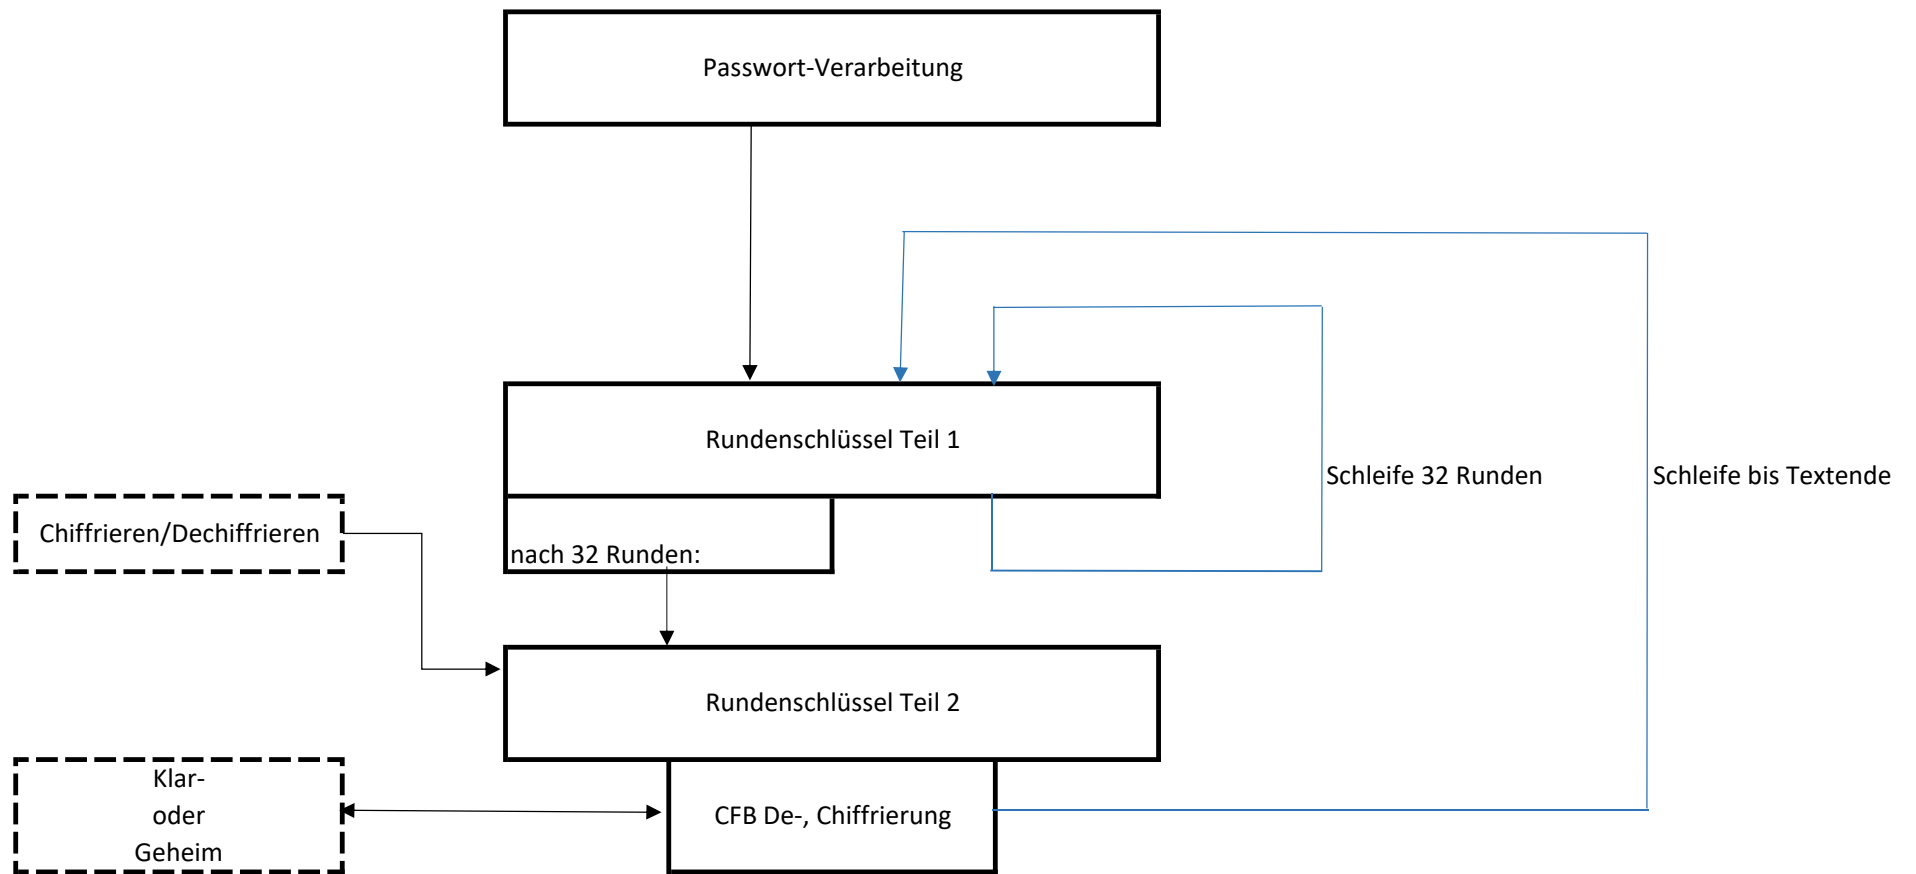 Passwort-Verarbeitung
Rundenschlüssel Teil 1
Schleife 32 Runden
Schleife bis Textende
Chiffrieren/Dechiffrieren
nach 32 Runden:
Rundenschlüssel Teil 2
Klar-
oder
Geheim
CFB De-, Chiffrierung